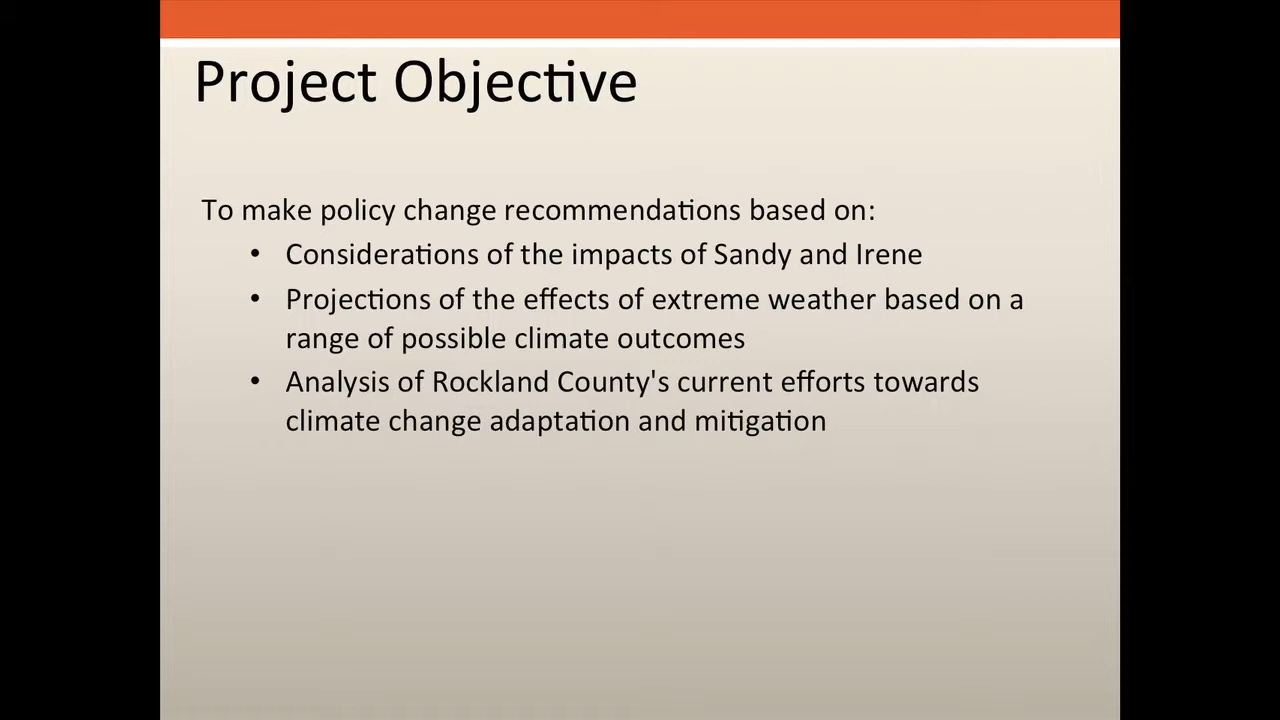 Project Objective
To make policy change recommendations based on:
• Considerations of the impacts of Sandy and Irene
• Projections of the effects of extreme weather based on a
range of possible climate outcomes
• Analysis of Rockland County's current efforts towards
climate change adaptation and mitigation